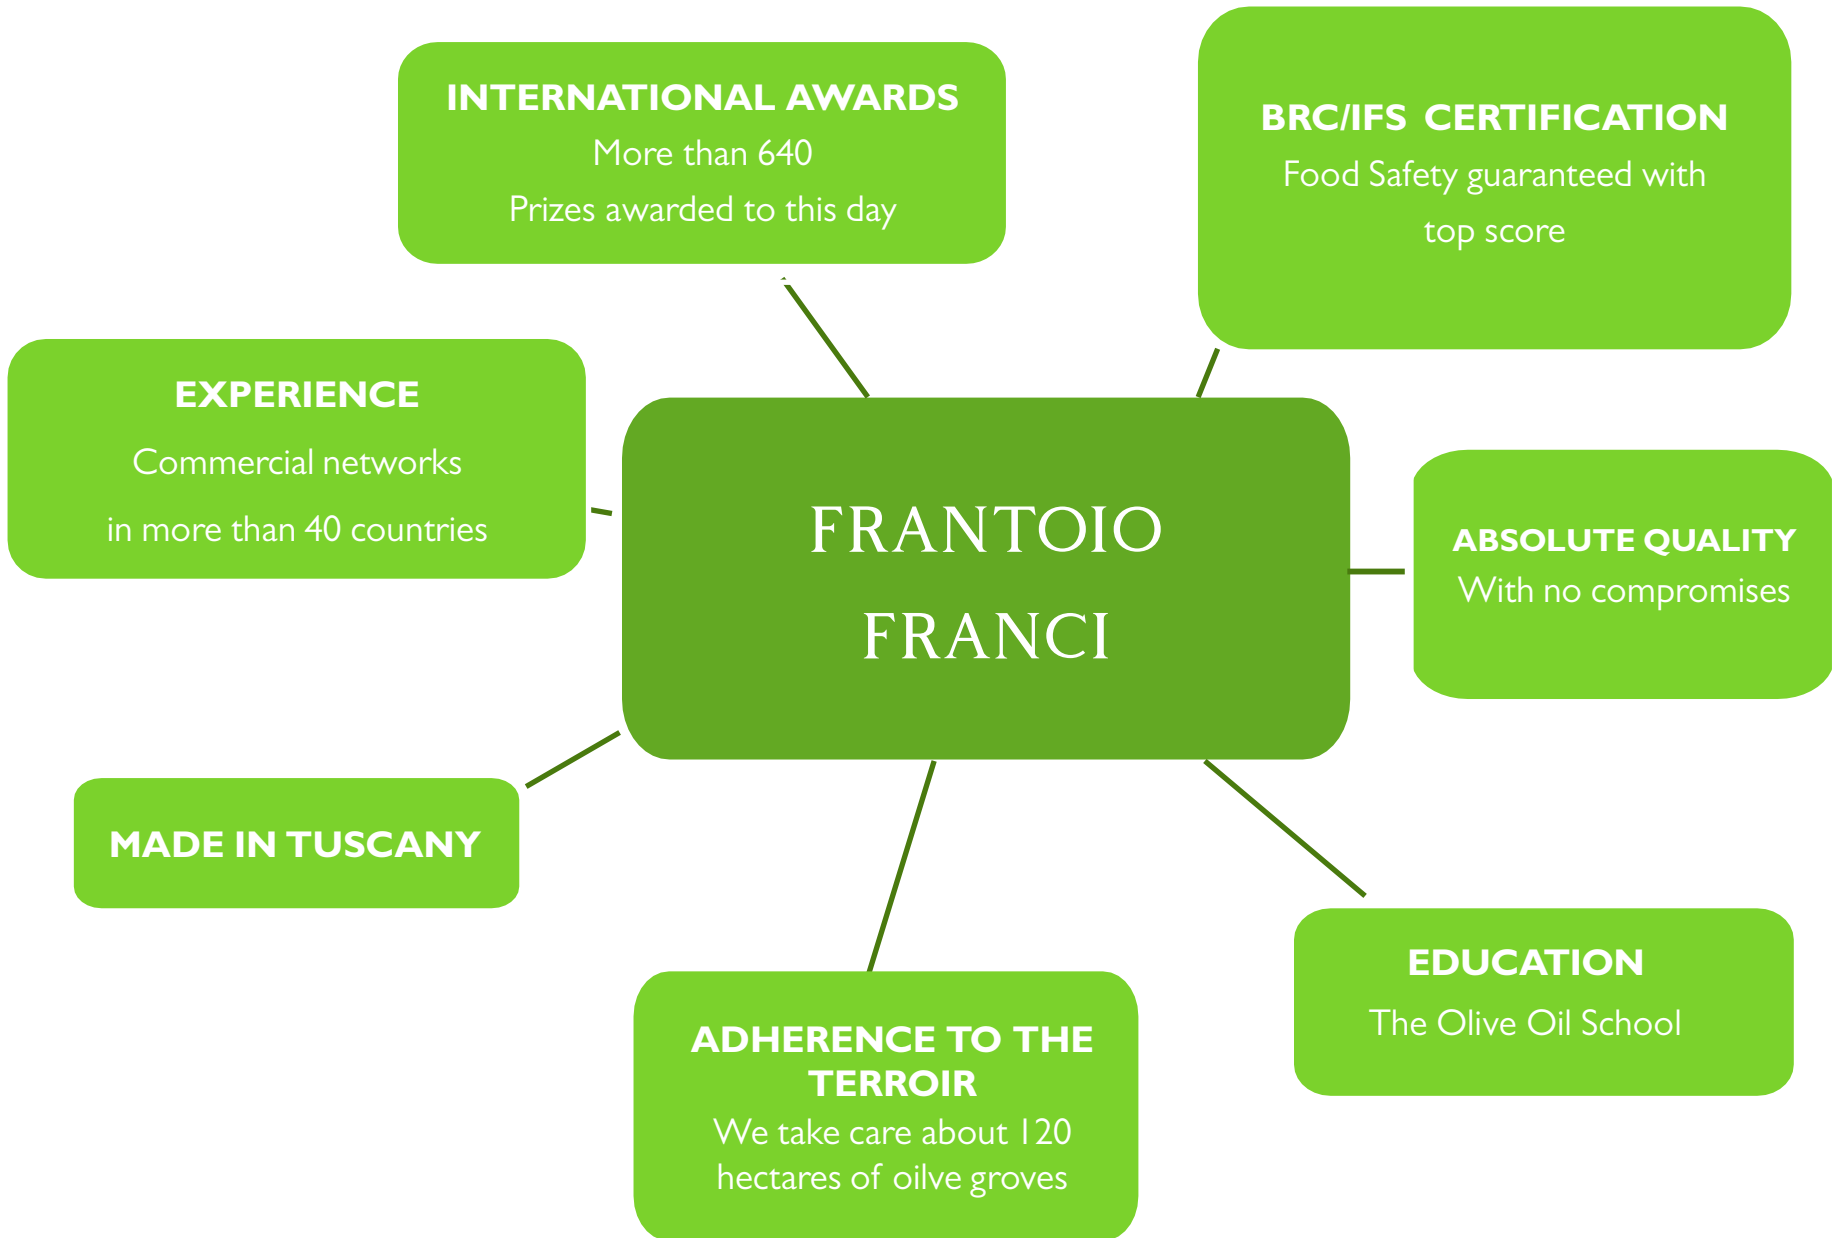 INTERNATIONAL AWARDS
More than 640
Prizes awarded to this day
BRC/IFS CERTIFICATION
Food Safety guaranteed with
top score
EXPERIENCE
Commercial networks
in more than 40 countries
FRANTOIO
FRANCI
ABSOLUTE QUALITY
With no compromises
MADE IN TUSCANY
ADHERENCE TO THE
TERROIR
We take care about 120
hectares of oilve groves
EDUCATION
The Olive Oil School